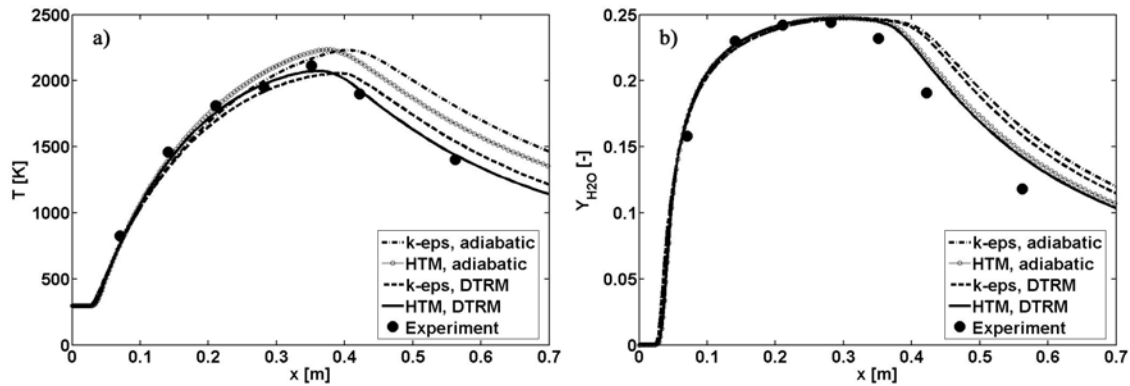 a)
T [K]
2500
2000
1500
1000
500
0
0 0.1 0.2 0.3 0.4 0.5 0.6 0.7
x [m]
k-eps, adiabatic
HTM, adiabatic
k-eps, DTRM
HTM, DTRM
Experiment
b)
YH2O [-]
0.25
0.2
0.15
0.1
0.05
0
0 0.1 0.2 0.3 0.4 0.5 0.6 0.7
x [m]
k-eps, adiabatic
HTM, adiabatic
k-eps, DTRM
HTM, DTRM
Experiment